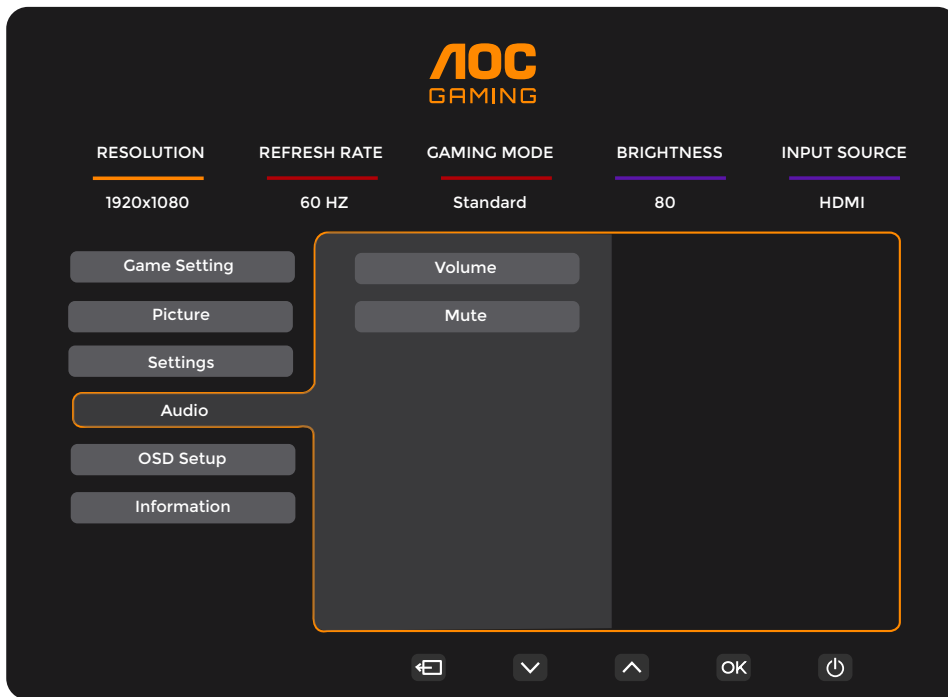 AOC
GAMING
RESOLUTION REFRESH RATE GAMING MODE BRIGHTNESS INPUT SOURCE
1920x1080 60 HZ Standard 80 HDMI
Game Setting Volume
Picture Mute
Settings
Audio
OSD Setup
Information
OK